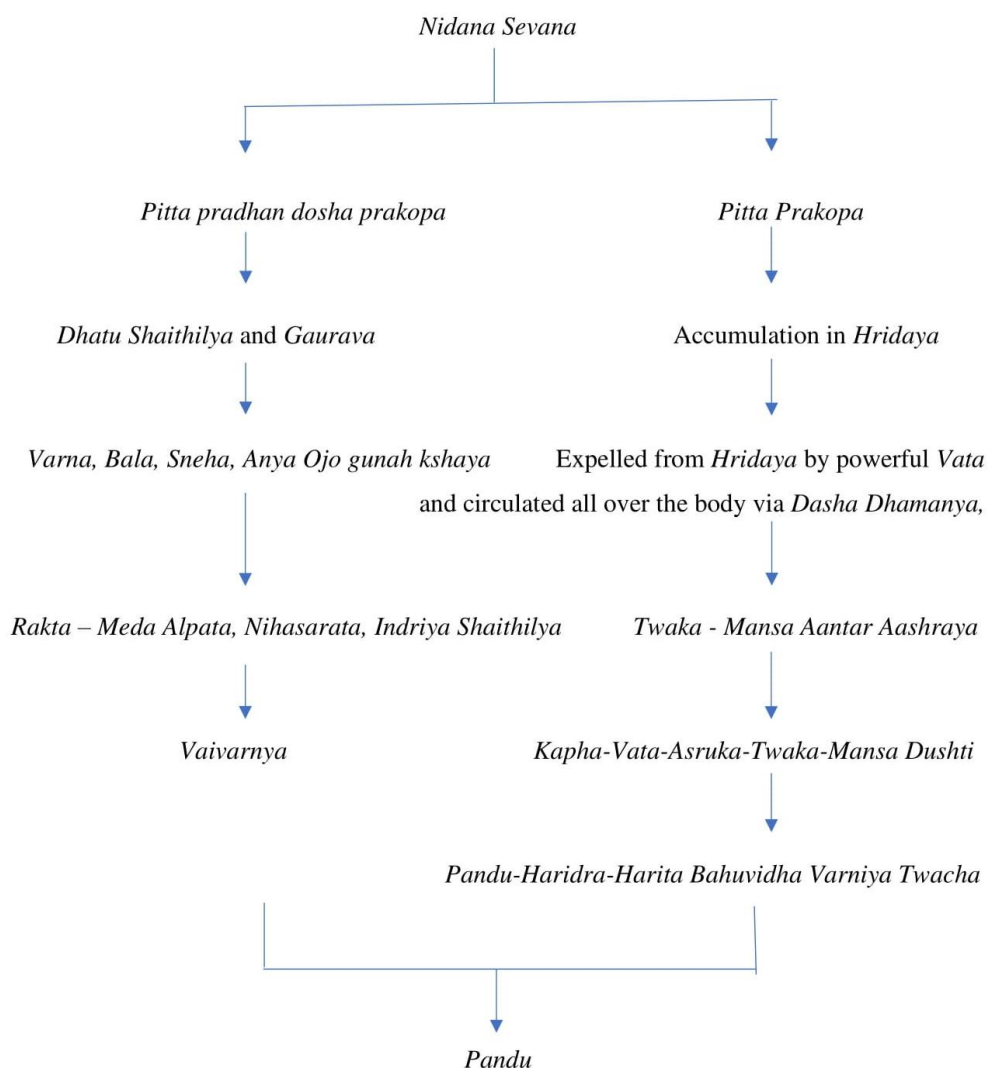 Nidana Sevana
Pitta pradhan dosha prakopa
Pitta Prakopa
Dhatu Shaithilya and Gaurava
Accumulation in Hridaya
Varna, Bala, Sneha, Anya Ojo gunah kshaya
Expelled from Hridaya by powerful Vata
and circulated all over the body via Dasha Dhamanya,
Rakta – Meda Alpata, Nihasarata, Indriya Shaithilya
Twaka - Mansa Aantar Aashraya
Vaivarnya
Kapha-Vata-Asruka-Twaka-Mansa Dushti
Pandu-Haridra-Harita Bahuvidha Varniya Twacha
Pandu